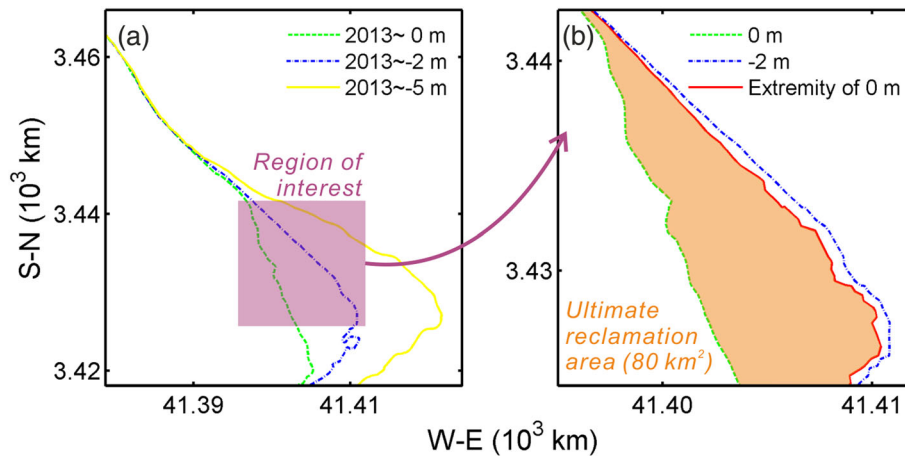 (a)
2013~ 0 m
2013~-2 m
2013~-5 m
Region of
interest
3.46
3.44
3.42
41.39
41.41
S-N (10³ km)
(b)
0 m
-2 m
Extremity of 0 m
Ultimate
reclamation
area (80 km²)
3.444
3.43
41.40
41.41
W-E (10³ km)